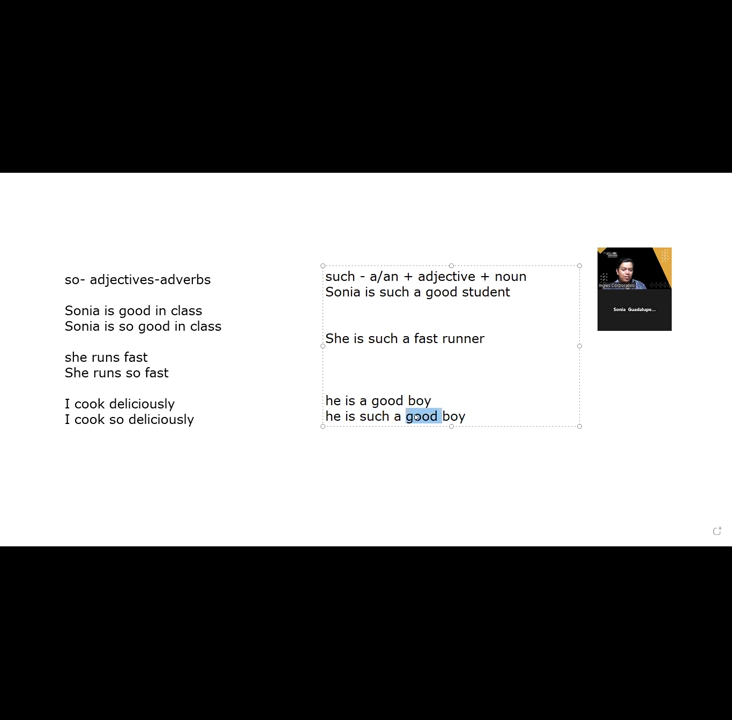 so- adjectives-adverbs
Sonia is good in class
Sonia is so good in class
she runs fast
She runs so fast
I cook deliciously
I cook so deliciously
such - a/an + adjective + noun
Sonia is such a good student
She is such a fast runner
he is a good boy
he is such a good boy
Sonia Guadalupe...